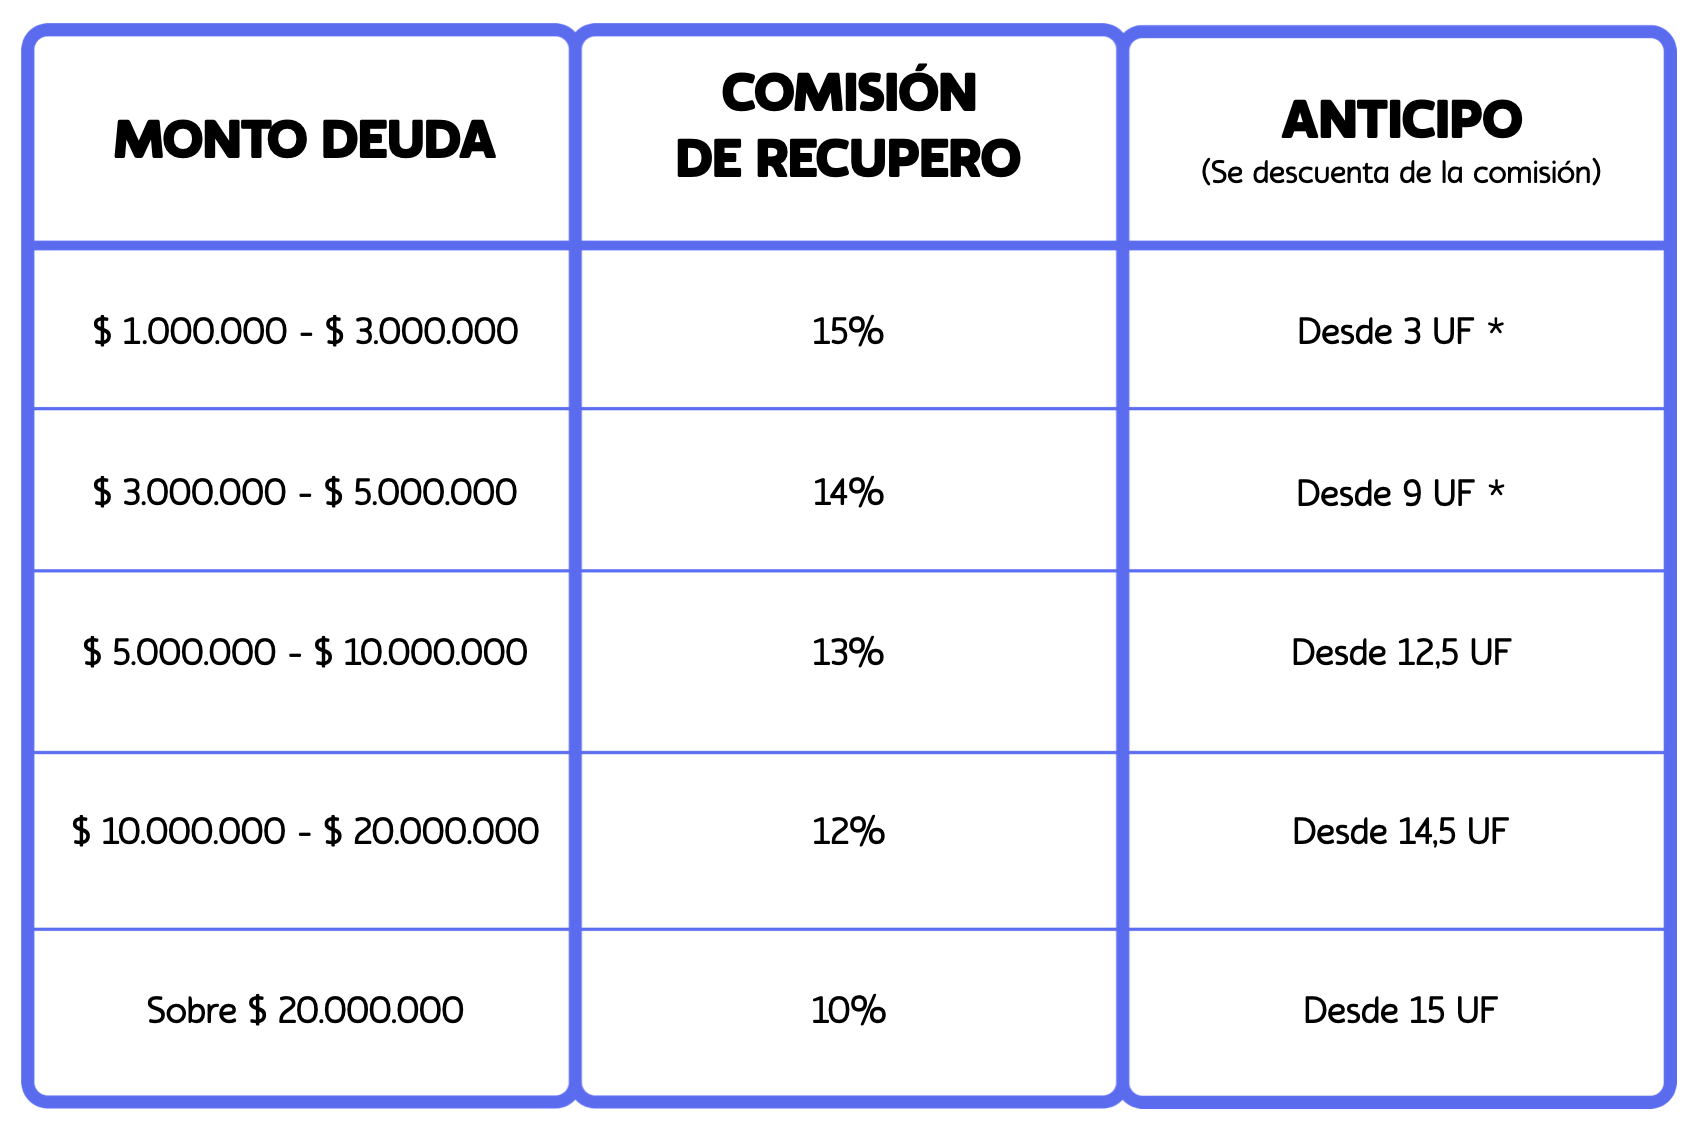 MONTO DEUDA
COMISIÓN
DE RECUPERO
ANTICIPO
(Se descuenta de la comisión)
$ 1.000.000 - $ 3.000.000
15%
Desde 3 UF *
$ 3.000.000 - $ 5.000.000
14%
Desde 9 UF *
$ 5.000.000 - $ 10.000.000
13%
Desde 12,5 UF
$ 10.000.000 - $ 20.000.000
12%
Desde 14,5 UF
Sobre $ 20.000.000
10%
Desde 15 UF